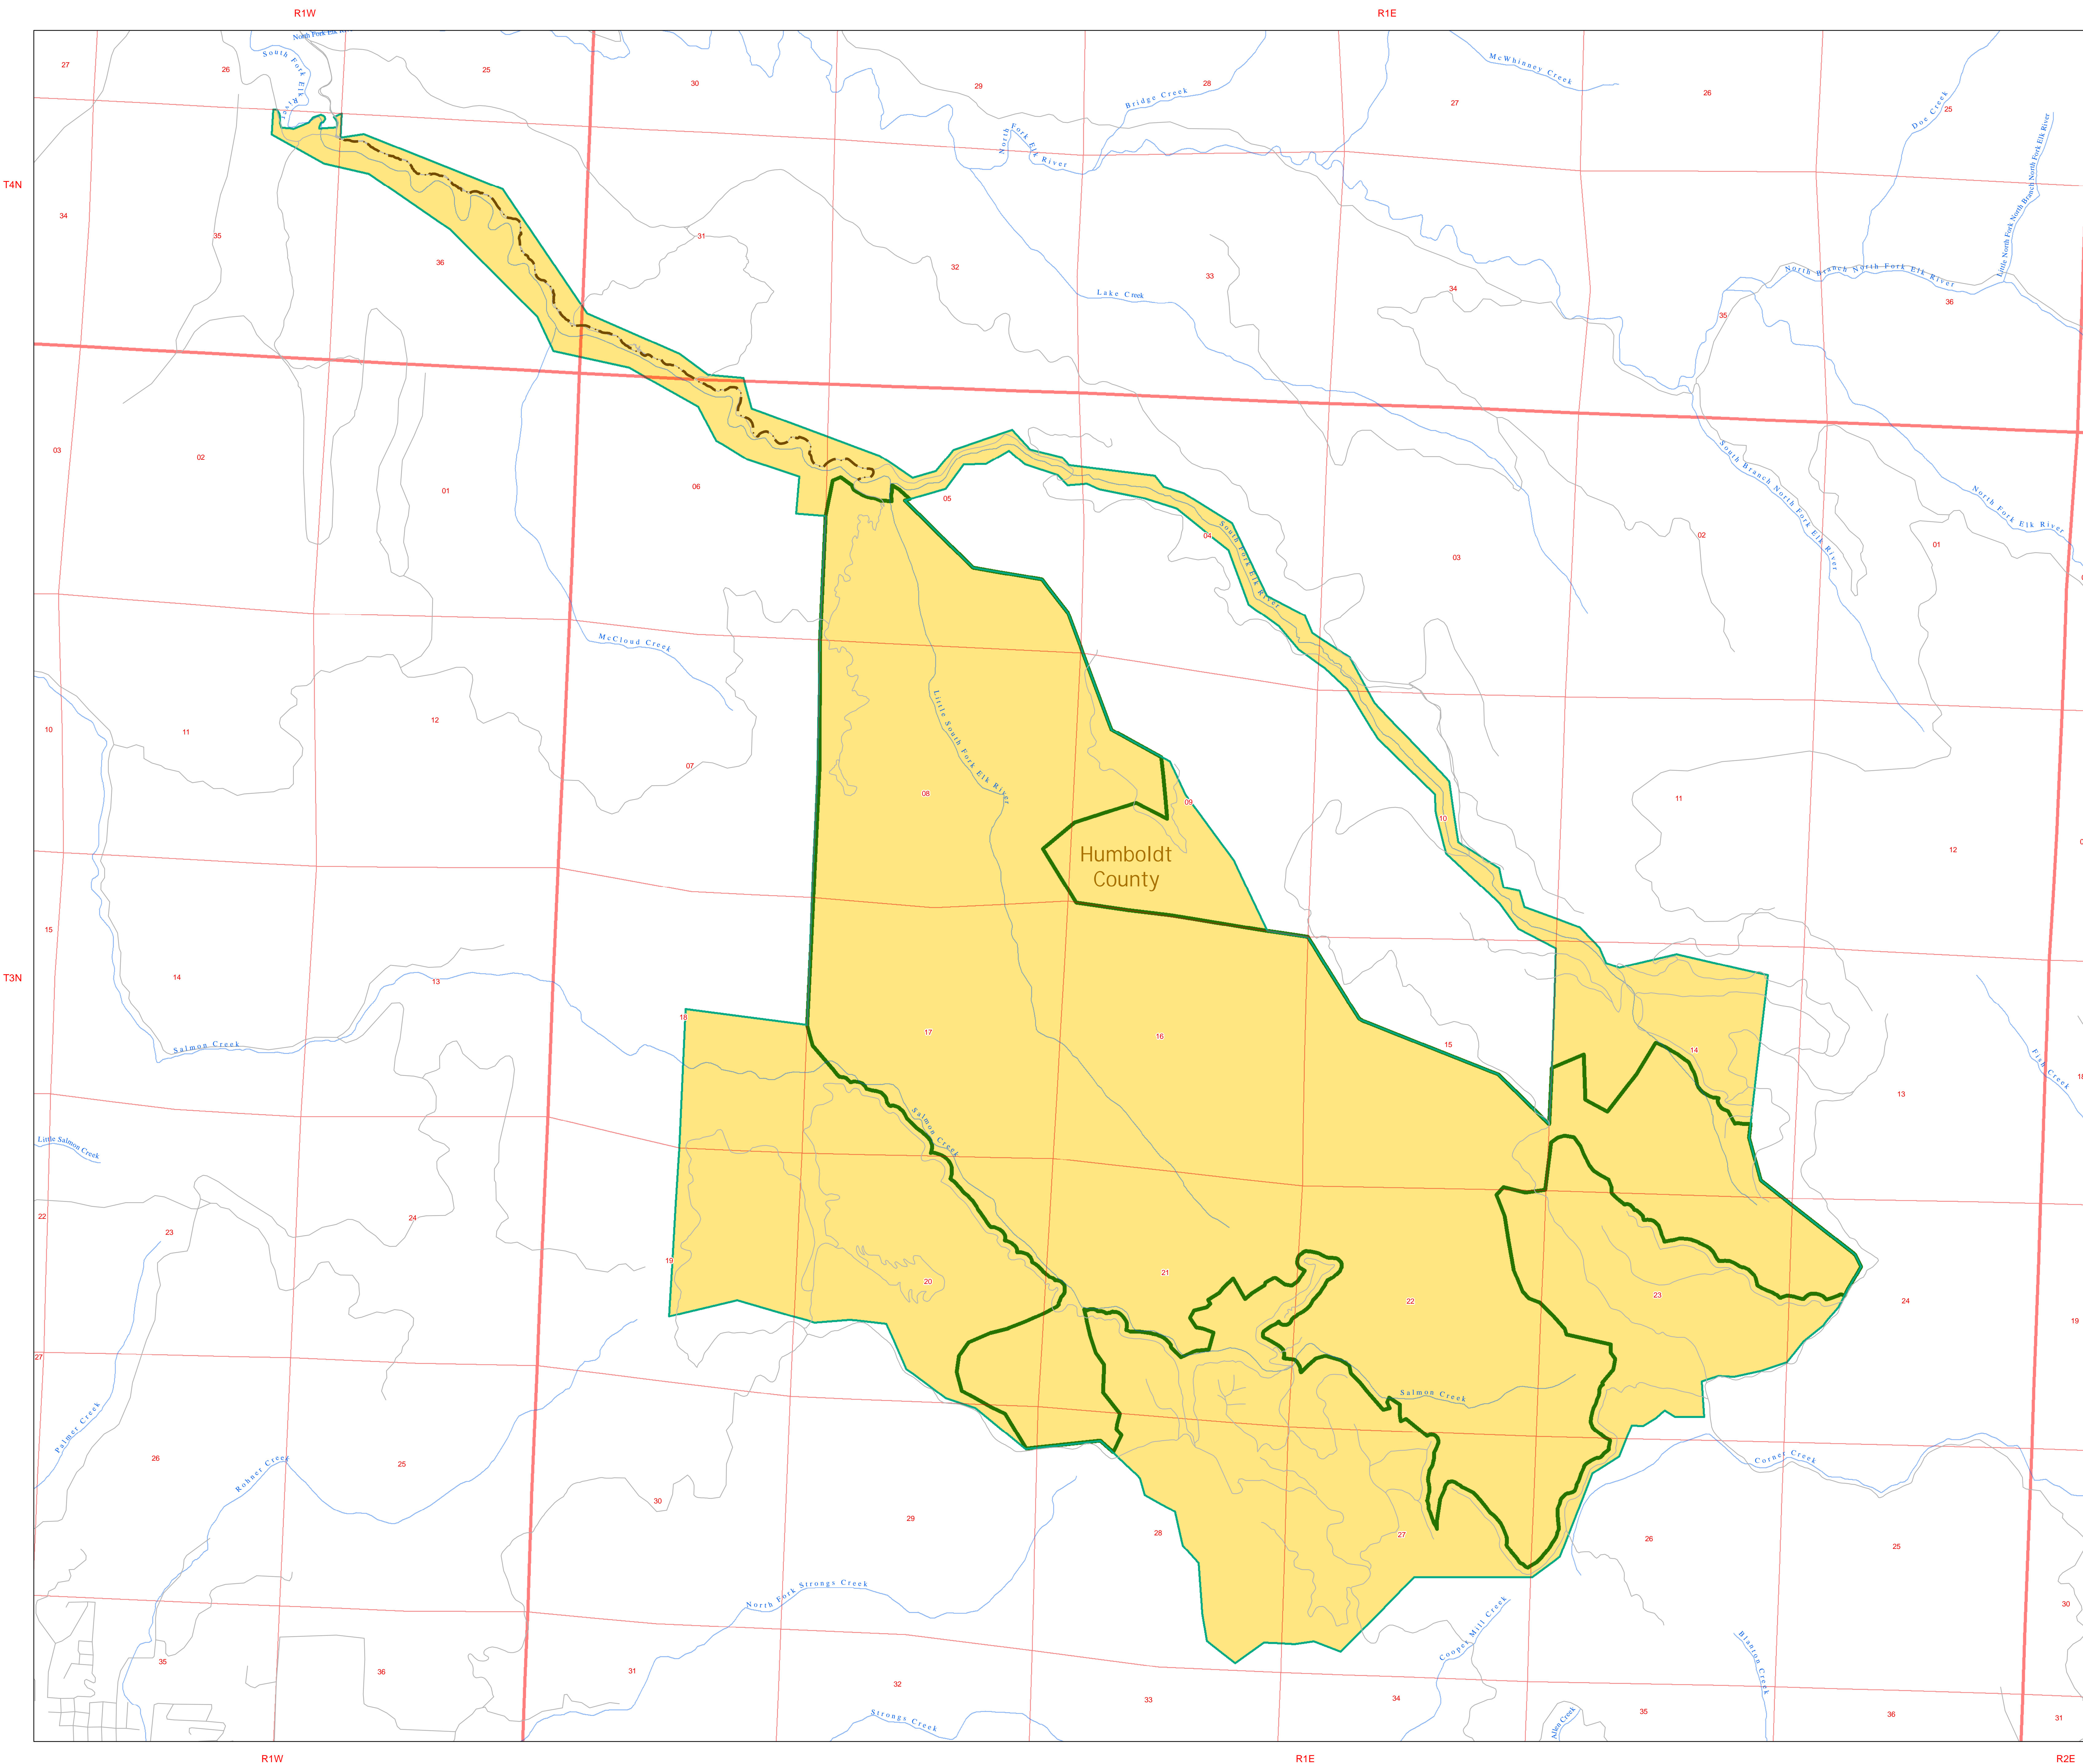 R1W
R1E
North Fork Elk
South Fork Elk River
27
26
25
30
29
28
27
26
25
McWhinney Creek
Bridge Creek
Doe Creek
Little North Fork North Branch North Fork Elk River
North Fork Elk River
T4N
34
35
36
31
32
33
34
35
36
Lake Creek
North Branch North Fork Elk River
03
02
01
06
05
04
03
02
01
South Fork Elk River
South Branch North Fork Elk River
North Fork Elk River
McCloud Creek
Little South Fork Elk River
10
11
12
07
08
09
10
11
12
Humboldt
County
15
14
13
18
17
16
15
14
13
18
T3N
Salmon Creek
Fish Creek
Little Salmon Creek
Salmon Creek
22
23
24
19
20
21
22
23
24
19
27
26
25
30
29
28
27
26
25
30
Salmon Creek
Palmer Creek
Rohner Creek
Corner Creek
North Fork Strongs Creek
Cooper Mill Creek
Blanton Creek
35
36
31
32
33
34
35
36
31
Strongs Creek
Allen Creek
R1W
R1E
R2E